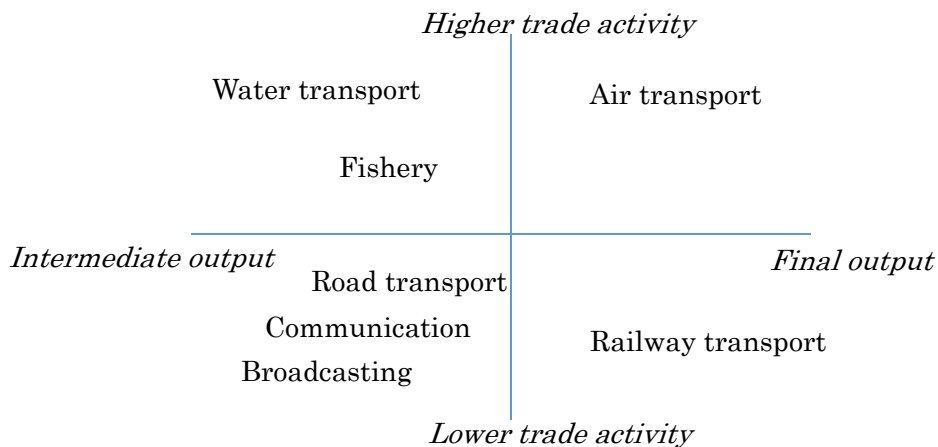 Higher trade activity
Water transport
Air transport
Fishery
Intermediate output
Final output
Road transport
Communication
Railway transport
Broadcasting
Lower trade activity